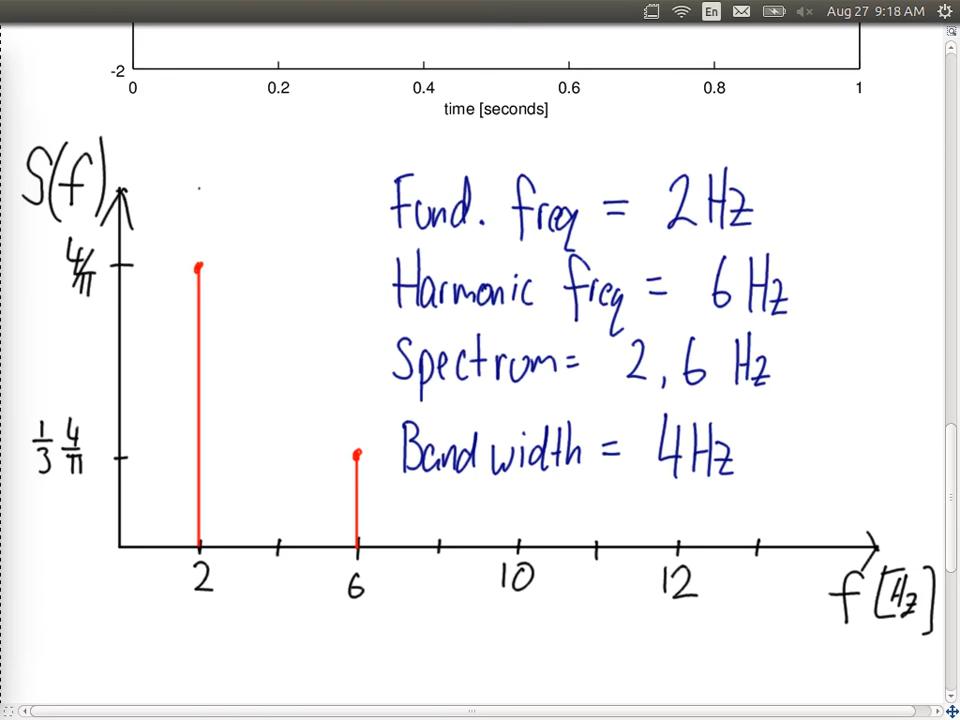 En Aug 27 9:18 AM
-2
0 0.2 0.4 0.6 0.8 1
time [seconds]
S(f)
Fund. freq = 2 Hz
4/π
Harmonic freq = 6 Hz
Spectrum = 2, 6 Hz
1/3 4/π
Bandwidth = 4 Hz
2 6 10 12
f [Hz]